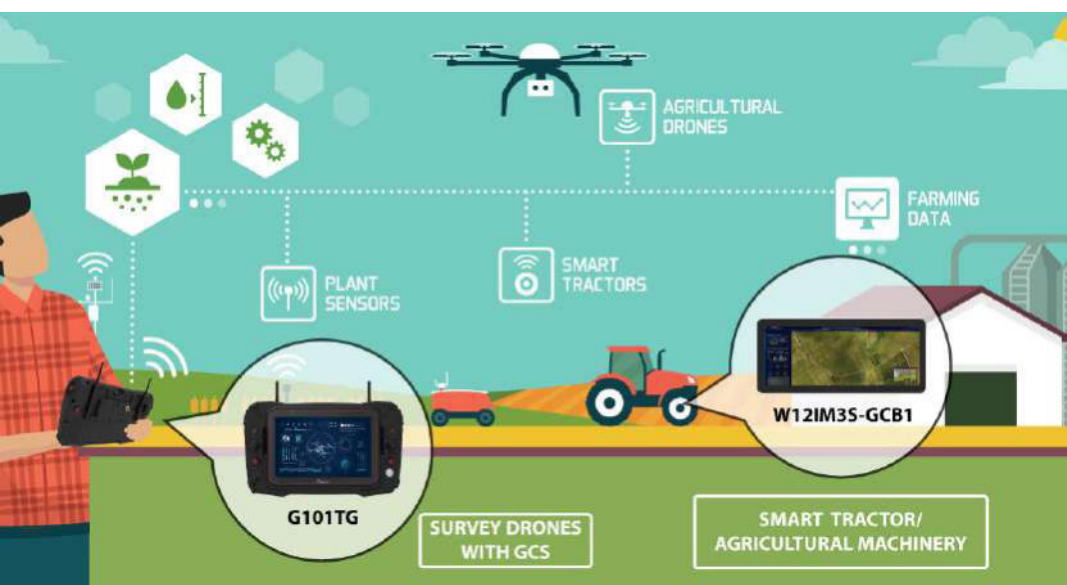 AGRICULTURAL
DRONES
FARMING
DATA
PLANT
SENSORS
SMART
TRACTORS
W12IM3S-GCB1
G101TG
SURVEY DRONES
WITH GCS
SMART TRACTOR/
AGRICULTURAL MACHINERY